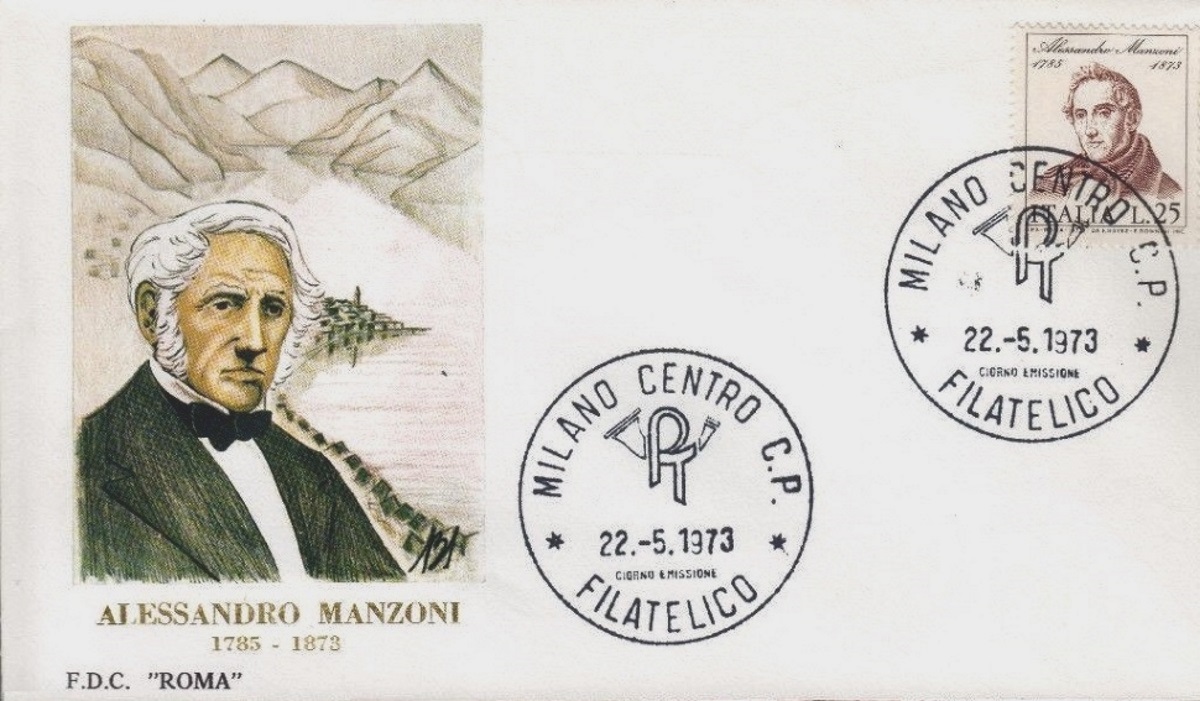 Alessandro Manzoni
1785 1873
ITALIA L.25
MILANO CENTRO C.P.
22.-5.1973
GIORNO EMISSIONE
FILATELICO
MILANO CENTRO C.P.
22.-5.1973
GIORNO EMISSIONE
FILATELICO
ALESSANDRO MANZONI
1785 - 1873
F.D.C. "ROMA"